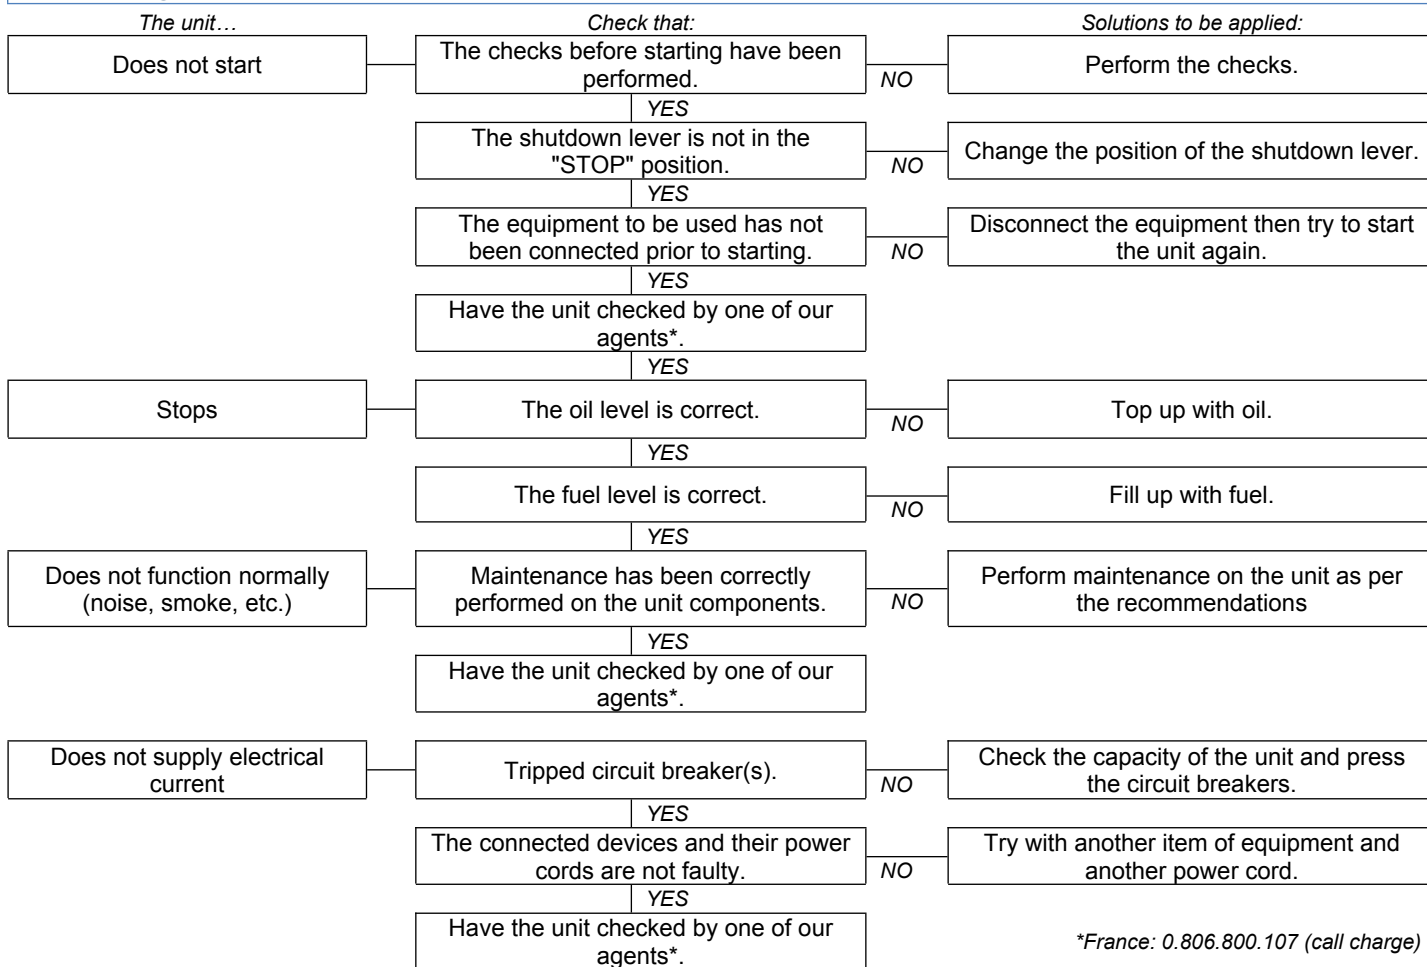 The unit…
Check that:
Solutions to be applied:
Does not start
The checks before starting have been
performed.
NO
Perform the checks.
YES
The shutdown lever is not in the
"STOP" position.
NO
Change the position of the shutdown lever.
YES
The equipment to be used has not
been connected prior to starting.
NO
Disconnect the equipment then try to start
the unit again.
YES
Have the unit checked by one of our
agents*.
YES
Stops
The oil level is correct.
NO
Top up with oil.
YES
The fuel level is correct.
NO
Fill up with fuel.
YES
Does not function normally
(noise, smoke, etc.)
Maintenance has been correctly
performed on the unit components.
NO
Perform maintenance on the unit as per
the recommendations
YES
Have the unit checked by one of our
agents*.
Does not supply electrical
current
Tripped circuit breaker(s).
NO
Check the capacity of the unit and press
the circuit breakers.
YES
The connected devices and their power
cords are not faulty.
NO
Try with another item of equipment and
another power cord.
YES
Have the unit checked by one of our
agents*.
*France: 0.806.800.107 (call charge)